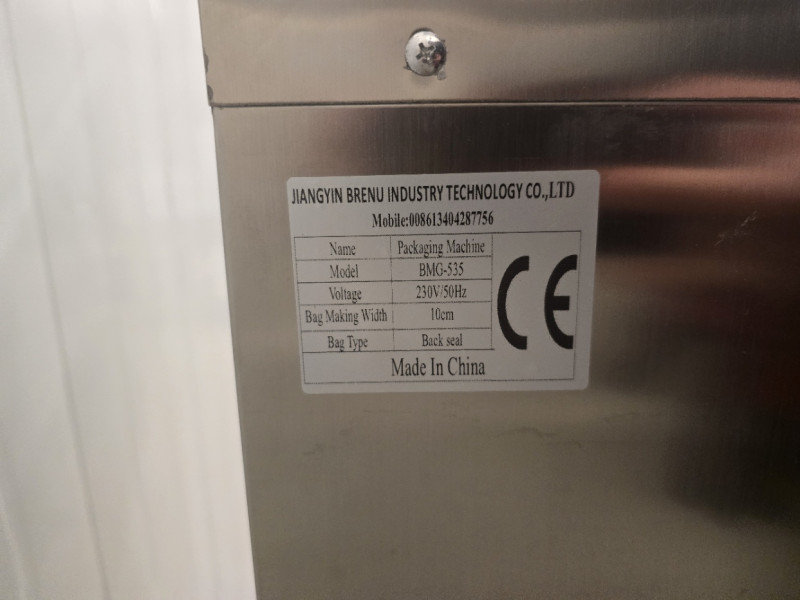 JIANGYIN BRENU INDUSTRY TECHNOLOGY CO.,LTD
Mobile:008613404287756
Name Packaging Machine
Model BMG-535
Voltage 230V/50Hz
Bag Making Width 10cm
Bag Type Back seal
CE
Made In China